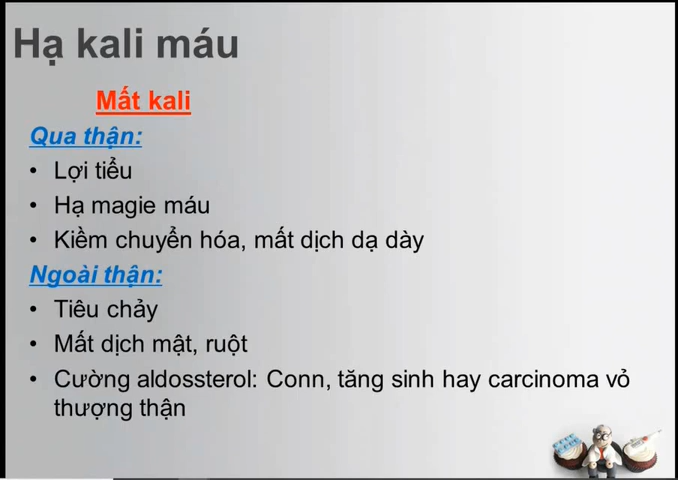 Hạ kali máu
Mất kali
Qua thận:
• Lợi tiểu
• Hạ magie máu
• Kiềm chuyển hóa, mất dịch dạ dày
Ngoài thận:
• Tiêu chảy
• Mất dịch mật, ruột
• Cường aldossterol: Conn, tăng sinh hay carcinoma vỏ
thượng thận